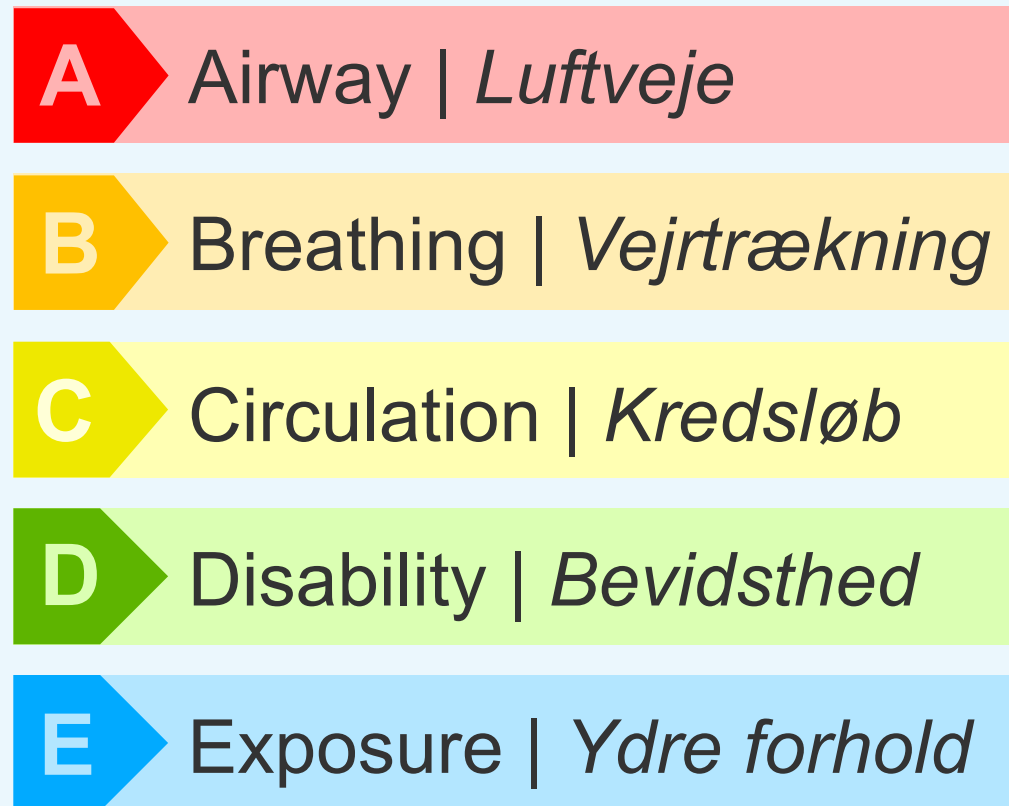 A Airway | Luftveje
B Breathing | Vejrtrækning
C Circulation | Kredsløb
D Disability | Bevidsthed
E Exposure | Ydre forhold